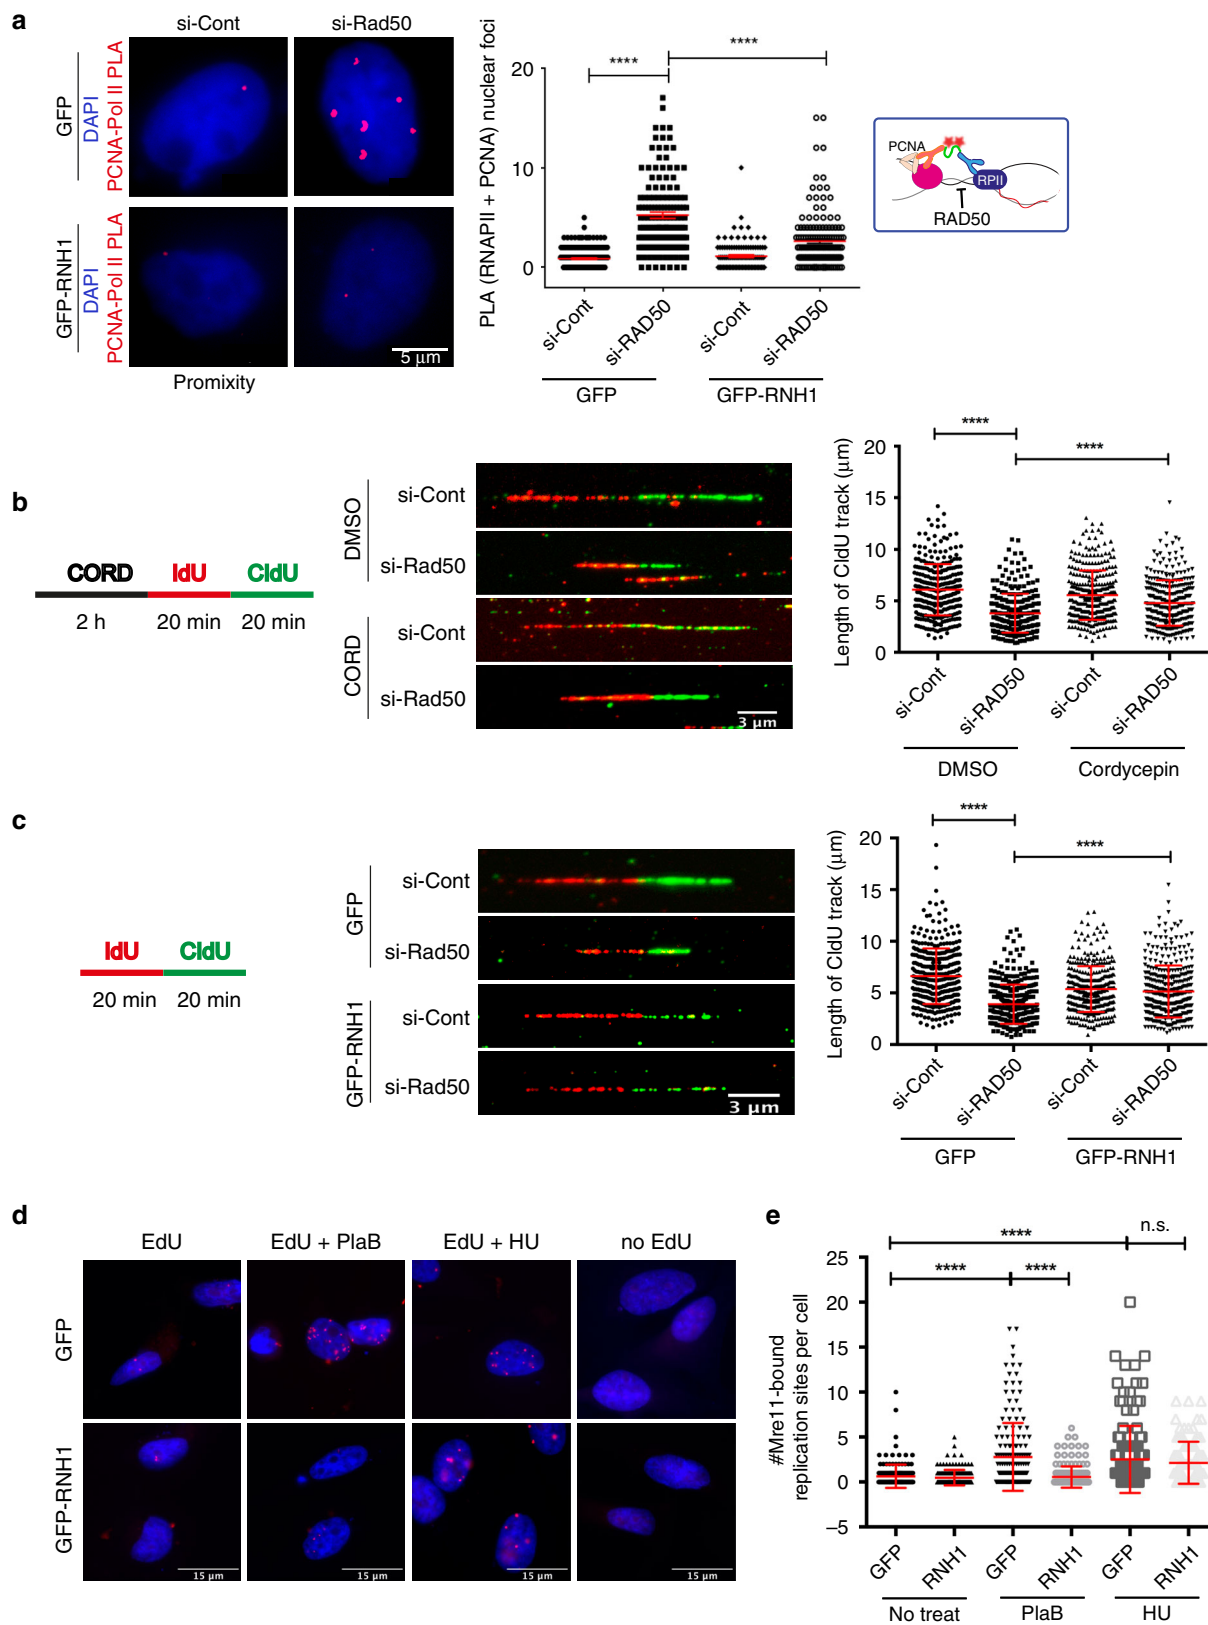 a
si-Cont
si-Rad50
GFP
DAPI
PCNA-Pol II PLA
GFP-RNH1
DAPI
PCNA-Pol II PLA
5 μm
Promixity
PLA (RNAPII + PCNA) nuclear foci
20
10
0
****
****
si-Cont
si-RAD50
si-Cont
si-RAD50
GFP
GFP-RNH1
PCNA
RPII
RAD50
b
CORD
IdU
CldU
2 h
20 min
20 min
DMSO
si-Cont
si-Rad50
CORD
si-Cont
si-Rad50
3 μm
Length of CldU track (μm)
20
15
10
5
0
****
****
si-Cont
si-RAD50
si-Cont
si-RAD50
DMSO
Cordycepin
c
IdU
CldU
20 min
20 min
GFP
si-Cont
si-Rad50
GFP-RNH1
si-Cont
si-Rad50
3 μm
Length of CldU track (μm)
20
15
10
5
0
****
****
si-Cont
si-RAD50
si-Cont
si-RAD50
GFP
GFP-RNH1
d
EdU
EdU + PlaB
EdU + HU
no EdU
GFP
GFP-RNH1
15 μm
15 μm
15 μm
15 μm
e
#Mre11-bound
replication sites per cell
25
20
15
10
5
0
–5
****
n.s.
****
****
GFP
RNH1
GFP
RNH1
GFP
RNH1
No treat
PlaB
HU